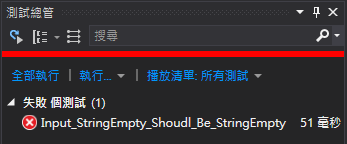 測試總管
搜尋
全部執行 | 執行... | 播放清單: 所有測試
失敗 個測試 (1)
Input_StringEmpty_Shoudl_Be_StringEmpty 51 毫秒